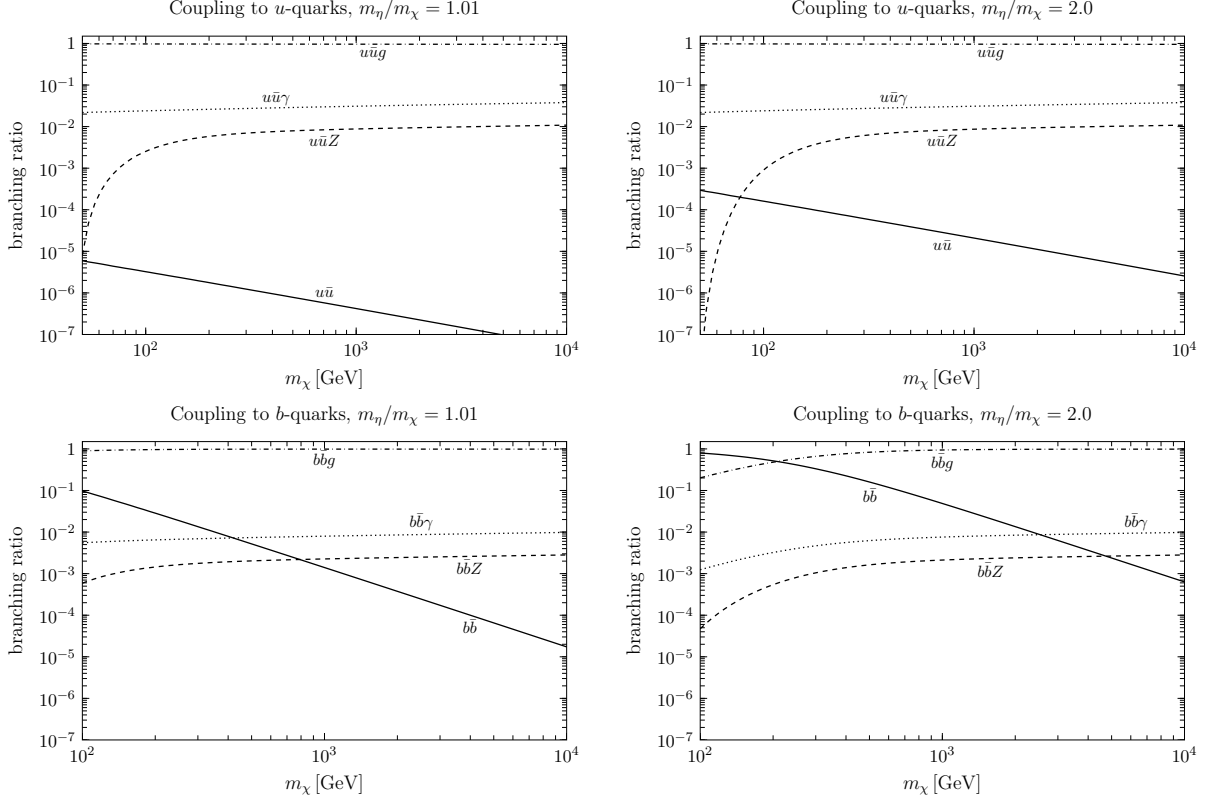 Coupling to u-quarks, mη/mχ = 1.01
branching ratio
1
10⁻¹
10⁻²
10⁻³
10⁻⁴
10⁻⁵
10⁻⁶
10⁻⁷
uūg
uūγ
uūZ
uū
10² 10³ 10⁴
mχ [GeV]
Coupling to u-quarks, mη/mχ = 2.0
branching ratio
1
10⁻¹
10⁻²
10⁻³
10⁻⁴
10⁻⁵
10⁻⁶
10⁻⁷
uūg
uūγ
uūZ
uū
10² 10³ 10⁴
mχ [GeV]
Coupling to b-quarks, mη/mχ = 1.01
branching ratio
1
10⁻¹
10⁻²
10⁻³
10⁻⁴
10⁻⁵
10⁻⁶
10⁻⁷
bb̄g
bb̄γ
bb̄Z
bb̄
10² 10³ 10⁴
mχ [GeV]
Coupling to b-quarks, mη/mχ = 2.0
branching ratio
1
10⁻¹
10⁻²
10⁻³
10⁻⁴
10⁻⁵
10⁻⁶
10⁻⁷
bb̄g
bb̄
bb̄γ
bb̄Z
10² 10³ 10⁴
mχ [GeV]